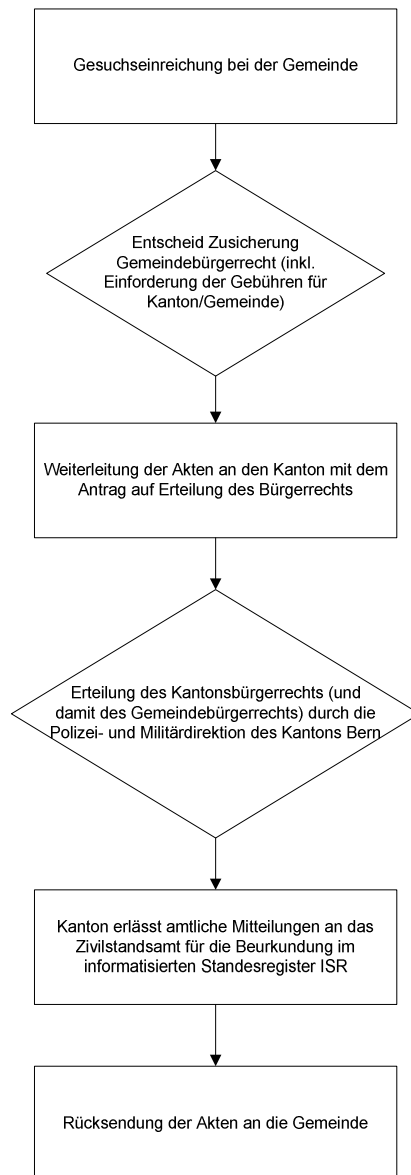 Gesuchseinreichung bei der Gemeinde
Entscheid Zusicherung
Gemeindebürgerrecht (inkl.
Einforderung der Gebühren für
Kanton/Gemeinde)
Weiterleitung der Akten an den Kanton mit dem
Antrag auf Erteilung des Bürgerrechts
Erteilung des Kantonsbürgerrechts (und
damit des Gemeindebürgerrechts) durch die
Polizei- und Militärdirektion des Kantons Bern
Kanton erlässt amtliche Mitteilungen an das
Zivilstandsamt für die Beurkundung im
informatisierten Standesregister ISR
Rücksendung der Akten an die Gemeinde